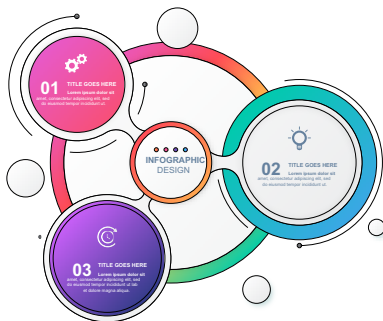 01
TITLE GOES HERE
Lorem ipsum dolor sit
amet, consectetur adipiscing elit, sed
do eiusmod tempor incididunt ut.
INFOGRAPHIC
DESIGN
02
TITLE GOES HERE
Lorem ipsum dolor sit
amet, consectetur adipiscing elit, sed
do eiusmod tempor incididunt ut.
03
TITLE GOES HERE
Lorem ipsum dolor sit
amet, consectetur adipiscing elit, sed
do eiusmod tempor incididunt ut.
et dolore magna aliqua.